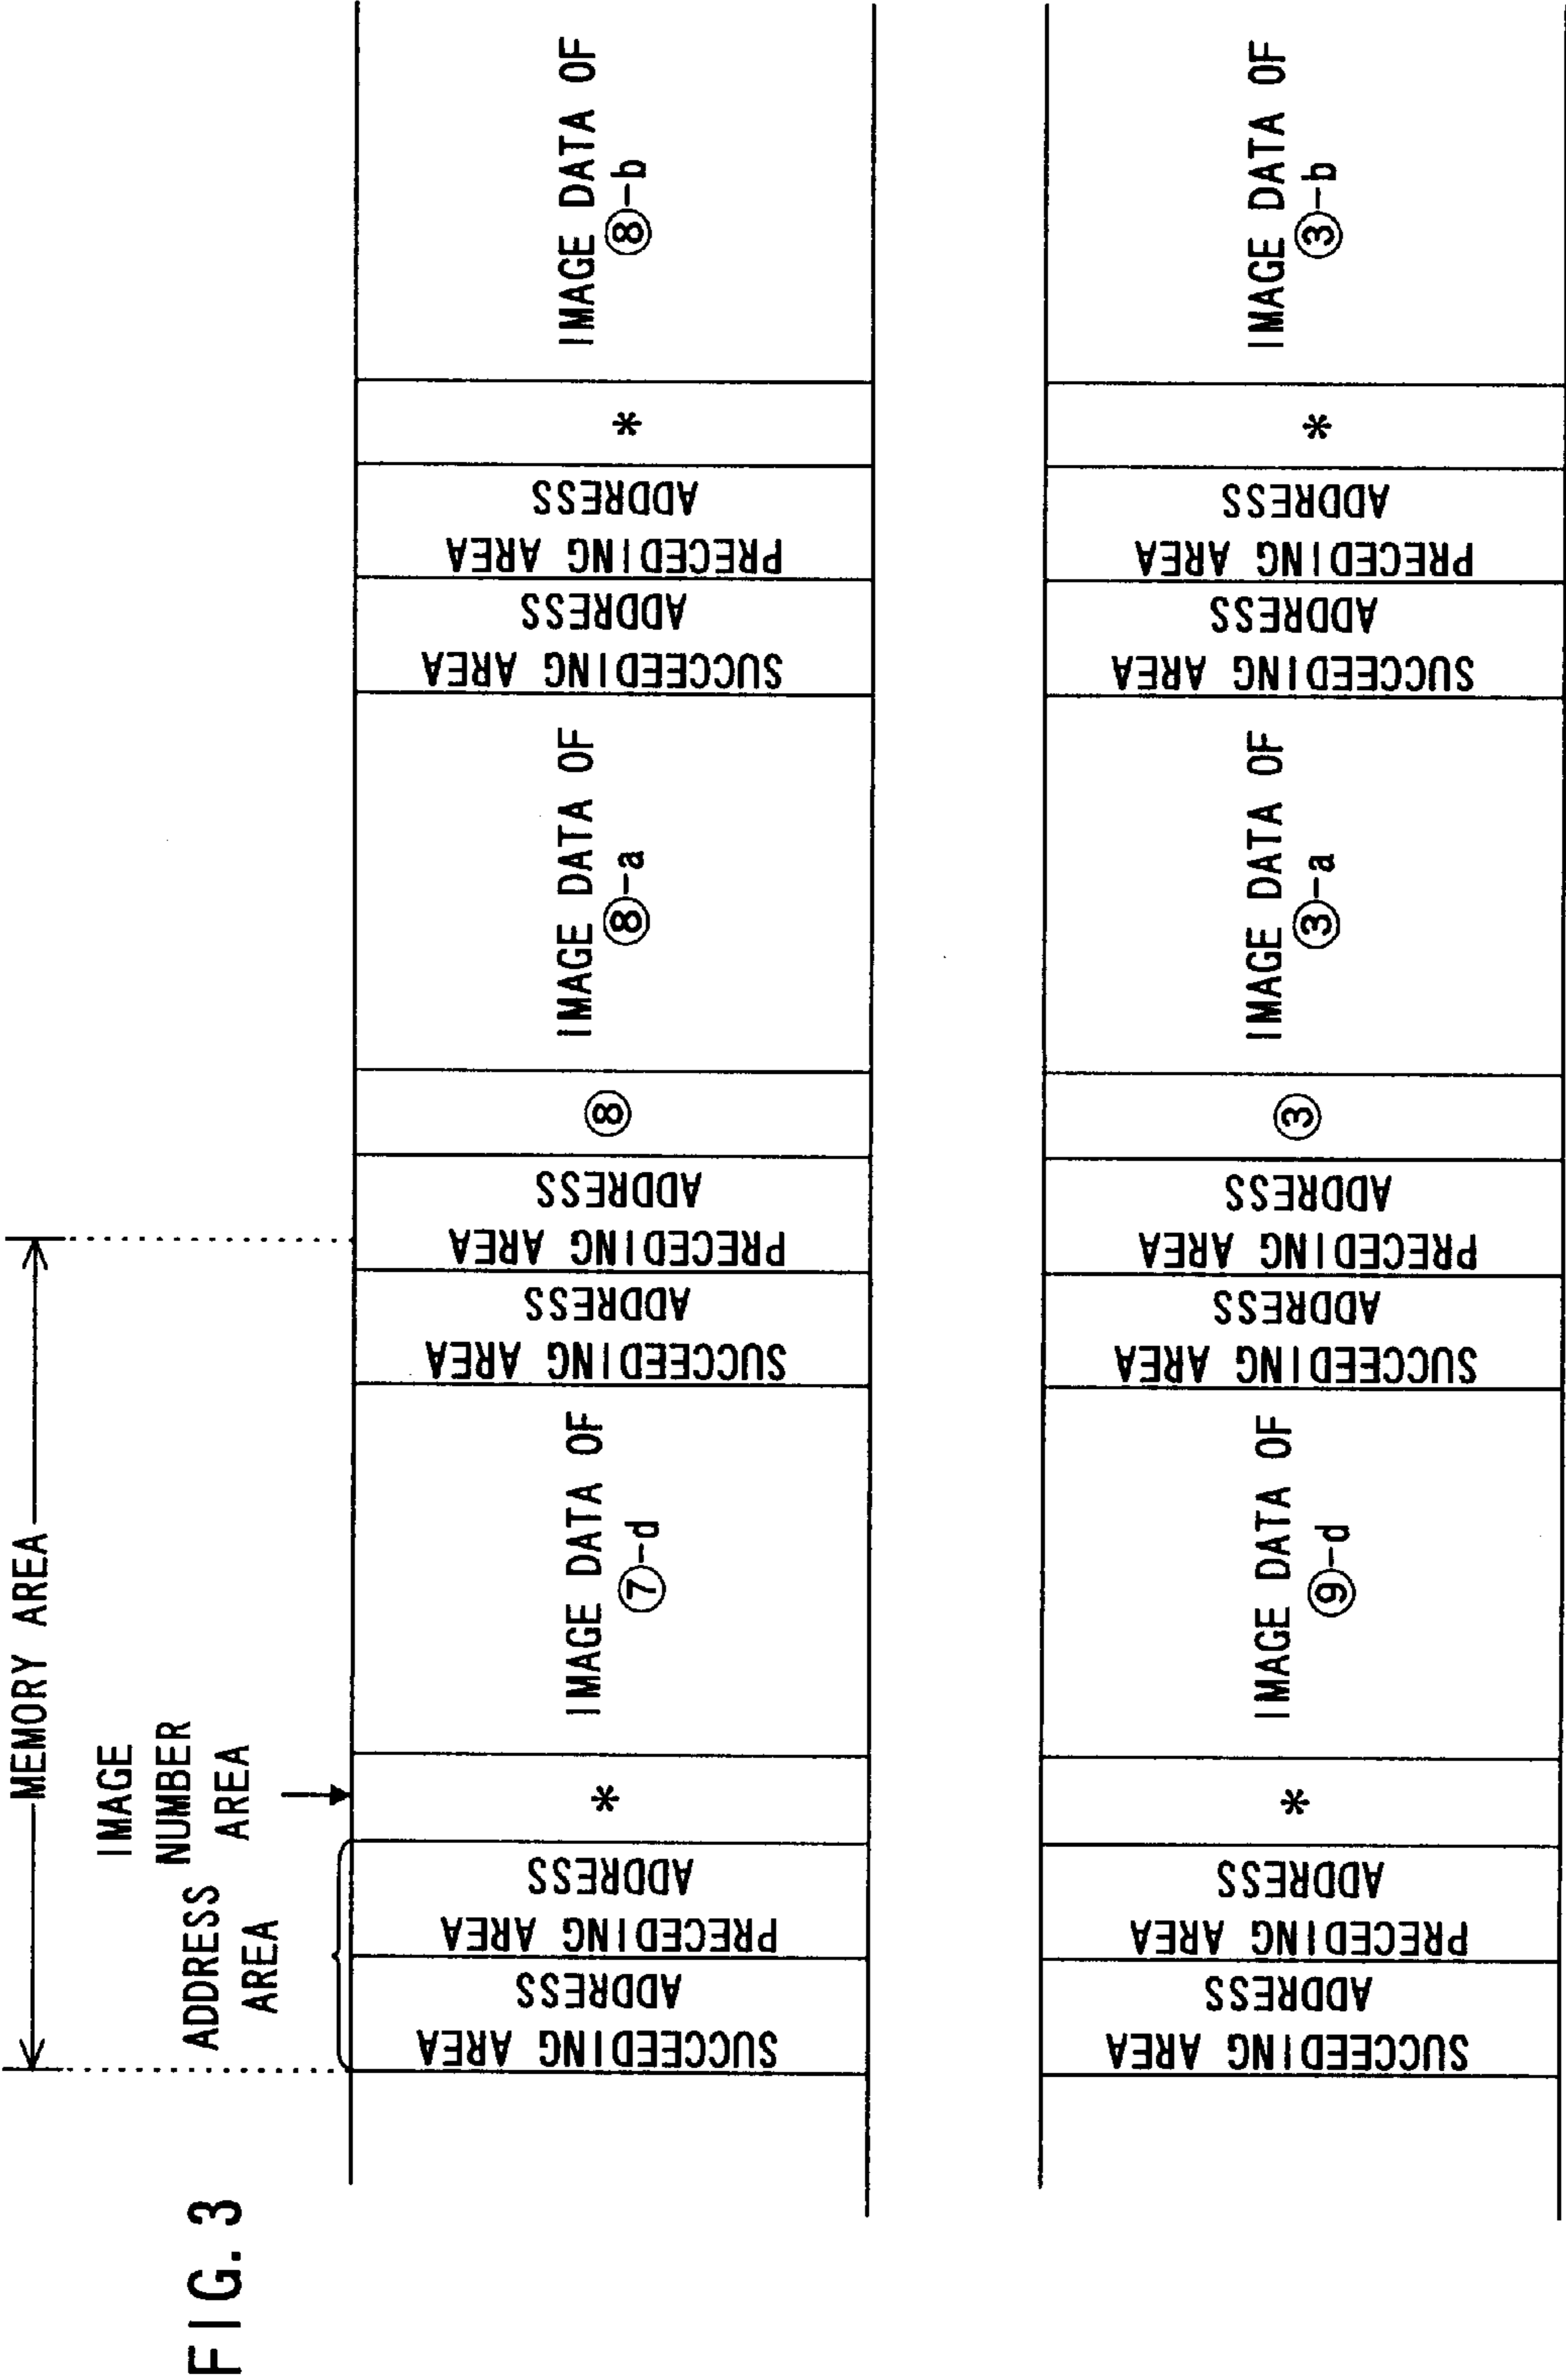 FIG. 3
MEMORY AREA
IMAGE
NUMBER
AREA
ADDRESS
AREA
SUCCEEDING AREA
ADDRESS
PRECEDING AREA
ADDRESS
*
IMAGE DATA OF
⑦-d
SUCCEEDING AREA
ADDRESS
PRECEDING AREA
ADDRESS
⑧
IMAGE DATA OF
⑧-a
SUCCEEDING AREA
ADDRESS
PRECEDING AREA
ADDRESS
*
IMAGE DATA OF
⑧-b
SUCCEEDING AREA
ADDRESS
PRECEDING AREA
ADDRESS
*
IMAGE DATA OF
⑨-d
SUCCEEDING AREA
ADDRESS
PRECEDING AREA
ADDRESS
③
IMAGE DATA OF
③-a
SUCCEEDING AREA
ADDRESS
PRECEDING AREA
ADDRESS
*
IMAGE DATA OF
③-b